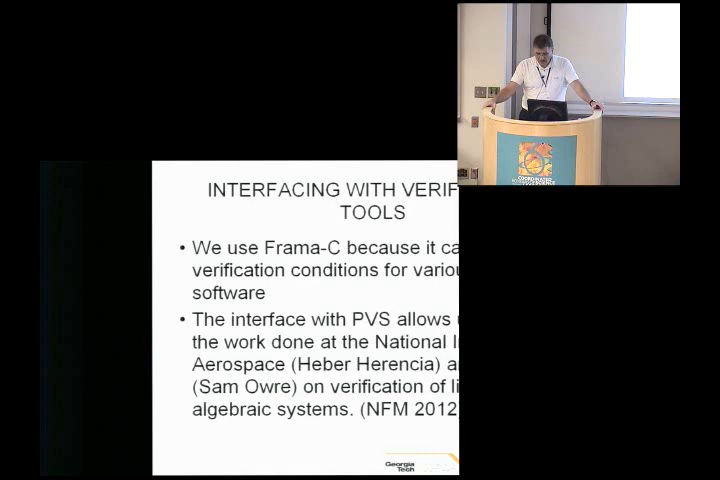 INTERFACING WITH VERIF
TOOLS
• We use Frama-C because it ca
verification conditions for variou
software
• The interface with PVS allows
the work done at the National I
Aerospace (Heber Herencia) a
(Sam Owre) on verification of li
algebraic systems. (NFM 2012
Georgia
Tech
COORDINATED
SCIENCE